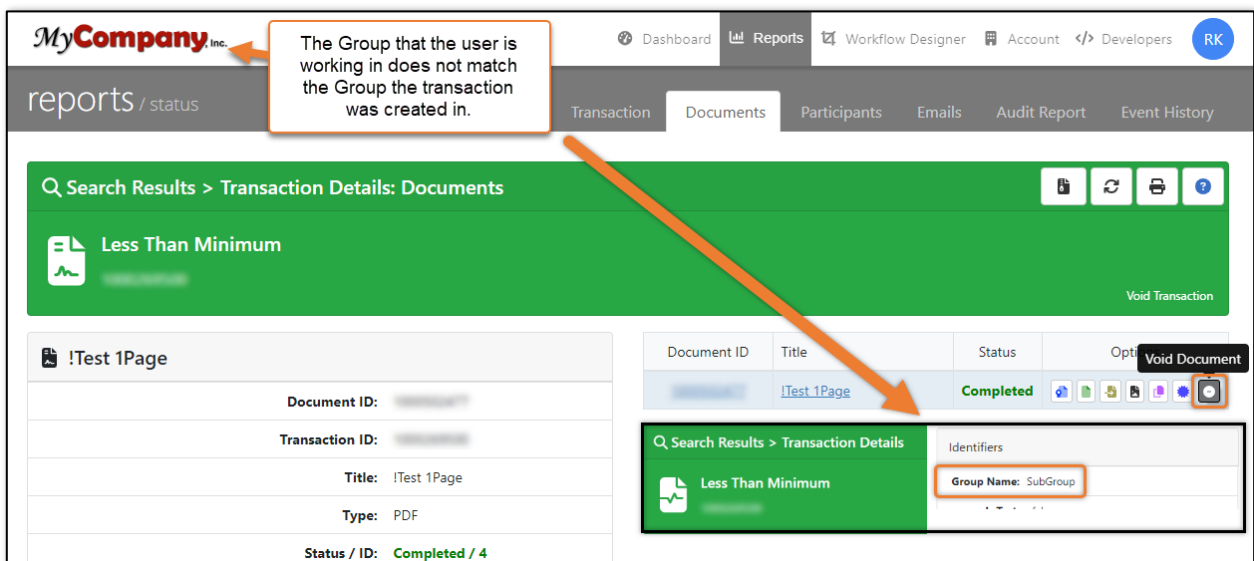 MyCompany, Inc.
The Group that the user is
working in does not match
the Group the transaction
was created in.
Dashboard Reports Workflow Designer Account </> Developers RK
reports / status
Transaction Documents Participants Emails Audit Report Event History
Search Results > Transaction Details: Documents
Less Than Minimum
Void Transaction
!Test 1Page
Document ID Title Status
Void Document
!Test 1Page Completed
Document ID:
Transaction ID:
Title: !Test 1Page
Type: PDF
Status / ID: Completed / 4
Search Results > Transaction Details
Less Than Minimum
Identifiers
Group Name: SubGroup